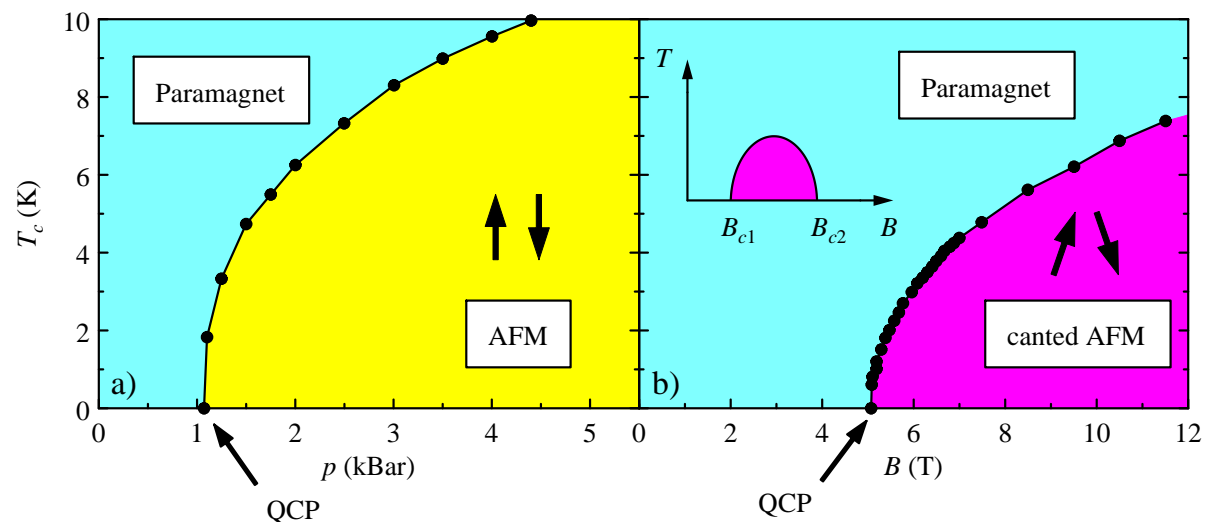 10
8
6
4
2
0
T_c (K)
Paramagnet
AFM
a)
0
1
2
3
4
5
p (kBar)
QCP
T
B_c1
B_c2
B
Paramagnet
canted AFM
b)
0
2
4
6
8
10
12
B (T)
QCP